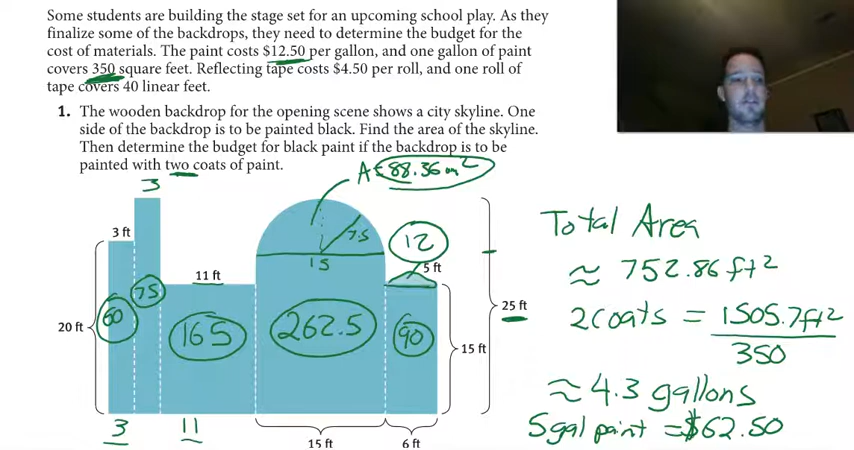 Some students are building the stage set for an upcoming school play. As they
finalize some of the backdrops, they need to determine the budget for the
cost of materials. The paint costs $12.50 per gallon, and one gallon of paint
covers 350 square feet. Reflecting tape costs $4.50 per roll, and one roll of
tape covers 40 linear feet.
1. The wooden backdrop for the opening scene shows a city skyline. One
side of the backdrop is to be painted black. Find the area of the skyline.
Then determine the budget for black paint if the backdrop is to be
painted with two coats of paint.
3
3 ft
20 ft
60
75
11 ft
165
3
11
7.5
15
262.5
15 ft
12
5 ft
90
6 ft
15 ft
25 ft
Total Area
≈ 752.86 ft²
2 coats = 1505.7 ft²
350
≈ 4.3 gallons
5 gal paint = $62.50